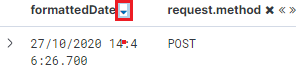 formattedDate request.method
27/10/2020 14:4 POST
6:26.700